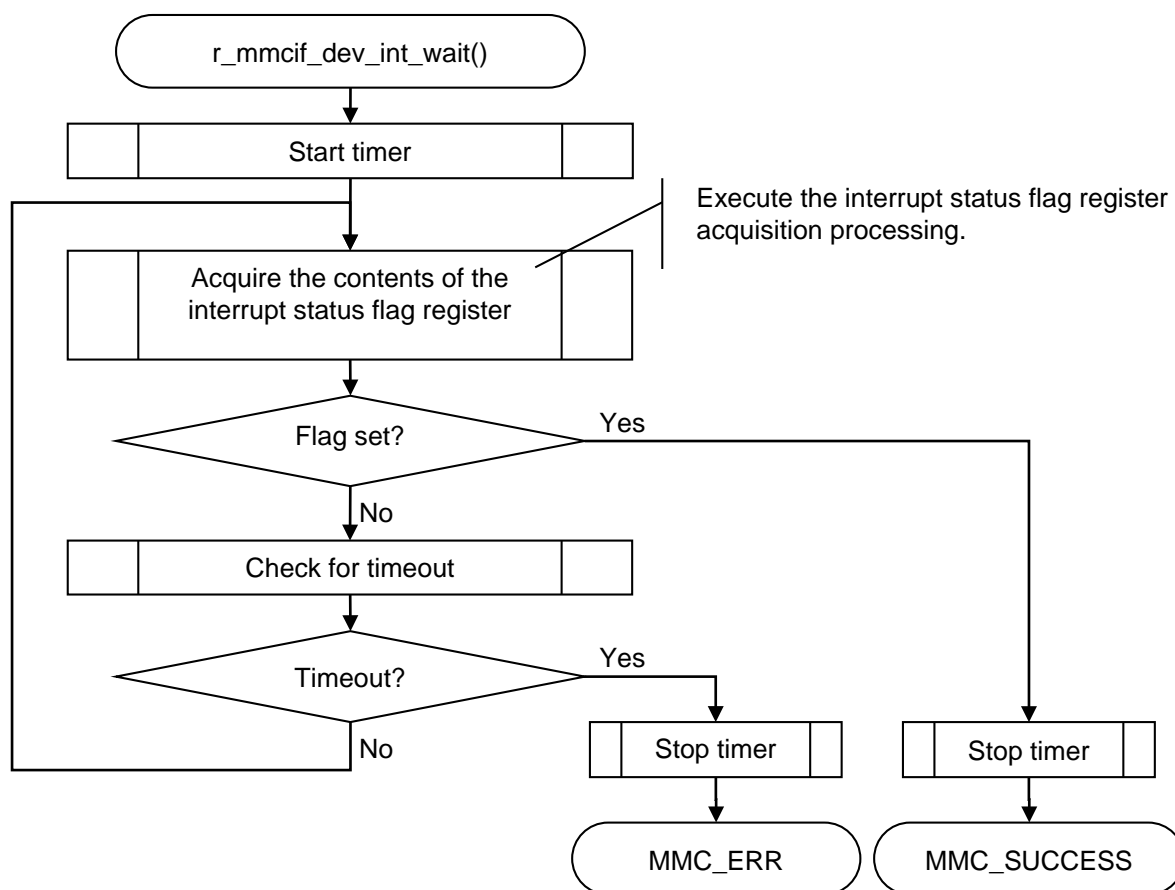 r_mmcif_dev_int_wait()
Start timer
Execute the interrupt status flag register
acquisition processing.
Acquire the contents of the
interrupt status flag register
Flag set?
Yes
No
Check for timeout
Timeout?
Yes
No
Stop timer
Stop timer
MMC_ERR
MMC_SUCCESS